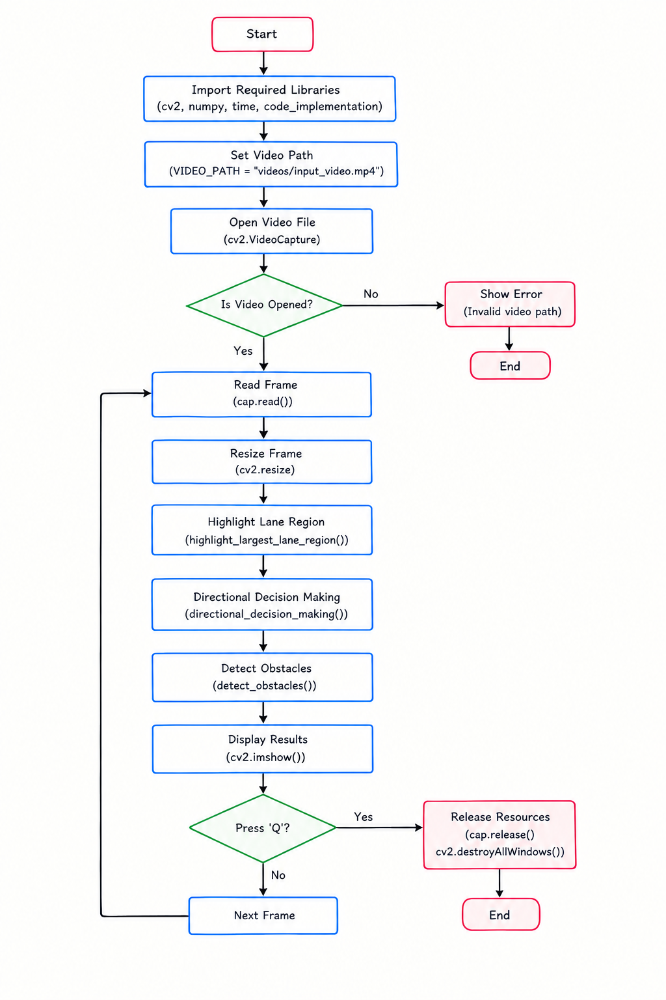 Start
Import Required Libraries
(cv2, numpy, time, code_implementation)
Set Video Path
(VIDEO_PATH = "videos/input_video.mp4")
Open Video File
(cv2.VideoCapture)
Is Video Opened?
No
Show Error
(Invalid video path)
End
Yes
Read Frame
(cap.read())
Resize Frame
(cv2.resize)
Highlight Lane Region
(highlight_largest_lane_region())
Directional Decision Making
(directional_decision_making())
Detect Obstacles
(detect_obstacles())
Display Results
(cv2.imshow())
Press 'Q'?
Yes
Release Resources
(cap.release()
cv2.destroyAllWindows())
End
No
Next Frame